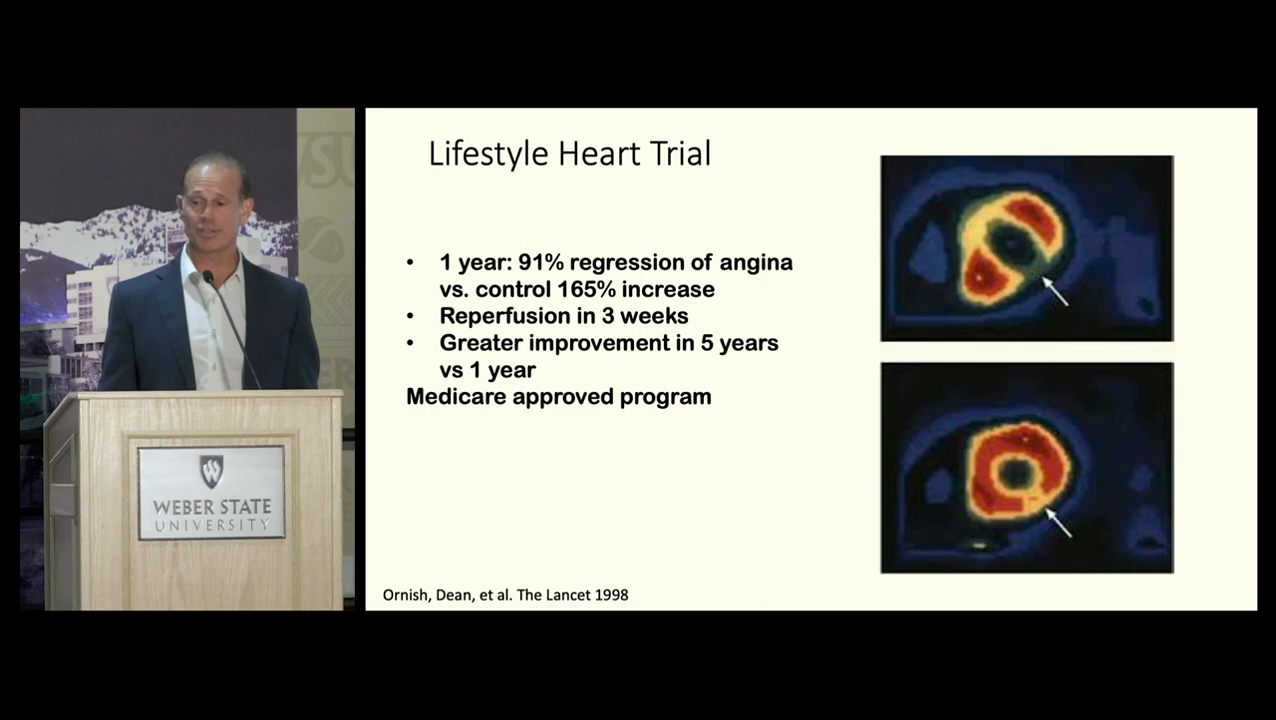 Lifestyle Heart Trial
• 1 year: 91% regression of angina
vs. control 165% increase
• Reperfusion in 3 weeks
• Greater improvement in 5 years
vs 1 year
Medicare approved program
Ornish, Dean, et al. The Lancet 1998
WSU
W
WEBER STATE
UNIVERSITY